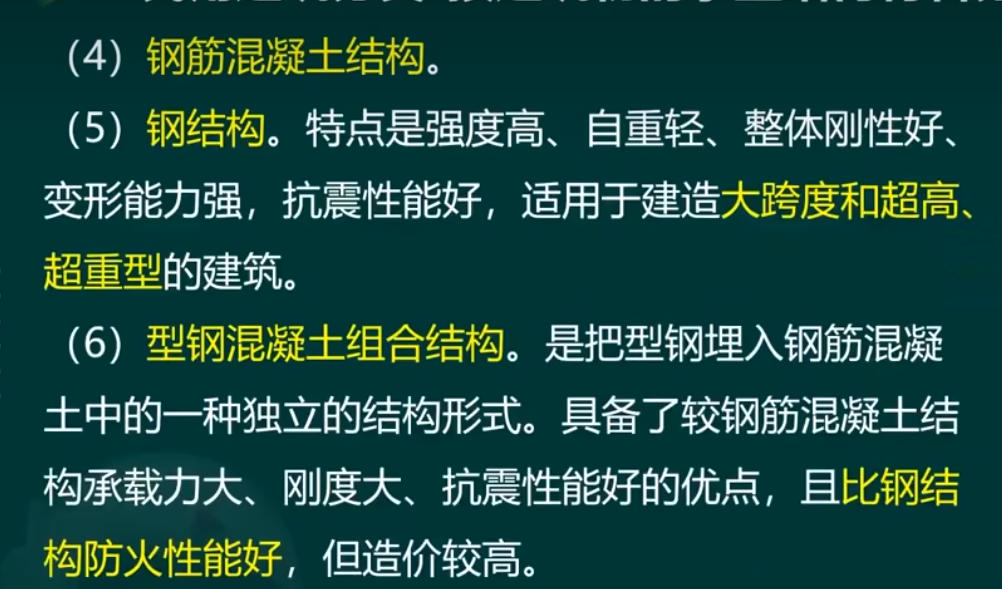 （4）钢筋混凝土结构。
（5）钢结构。特点是强度高、自重轻、整体刚性好、
变形能力强，抗震性能好，适用于建造大跨度和超高、
超重型的建筑。
（6）型钢混凝土组合结构。是把型钢埋入钢筋混凝
土中的一种独立的结构形式。具备了较钢筋混凝土结
构承载力大、刚度大、抗震性能好的优点，且比钢结
构防火性能好，但造价较高。